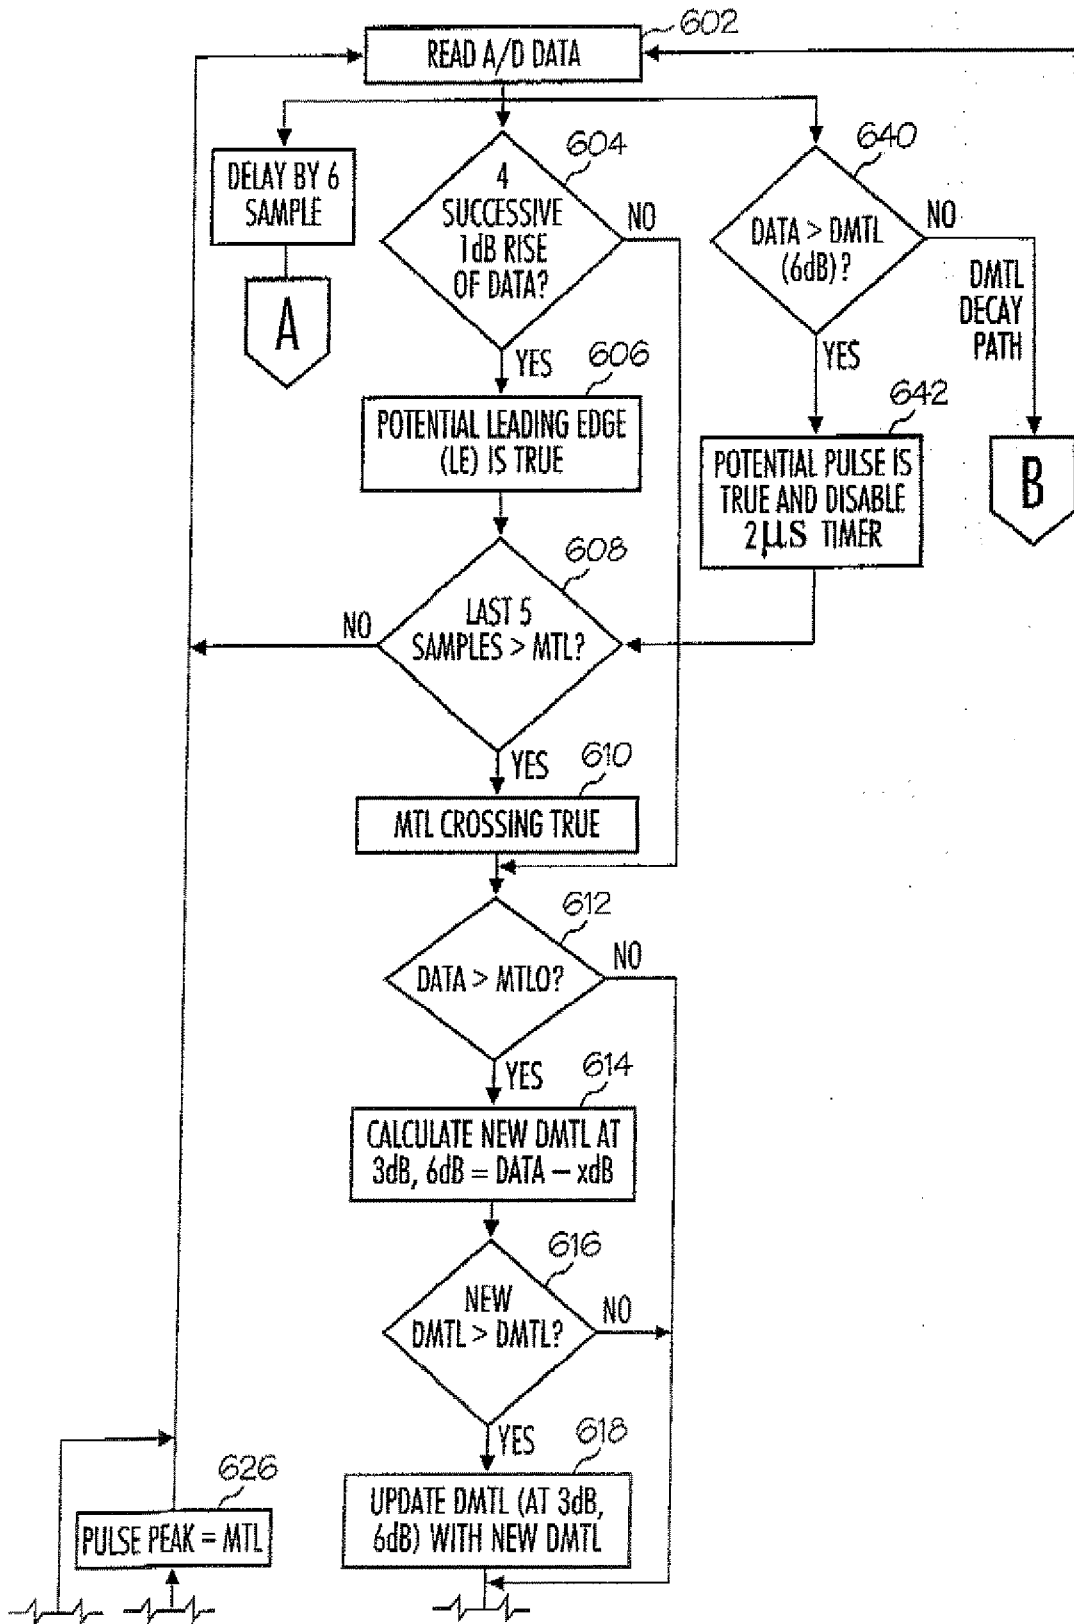 602
READ A/D DATA
DELAY BY 6
SAMPLE
A
604
4
SUCCESSIVE
1dB RISE
OF DATA?
NO
YES
640
DATA > DMTL
(6dB)?
NO
DMTL
DECAY
PATH
YES
B
606
POTENTIAL LEADING EDGE
(LE) IS TRUE
642
POTENTIAL PULSE IS
TRUE AND DISABLE
2µs TIMER
608
LAST 5
SAMPLES > MTL?
NO
YES
610
MTL CROSSING TRUE
612
DATA > MTLO?
NO
YES
614
CALCULATE NEW DMTL AT
3dB, 6dB = DATA – xdB
616
NEW
DMTL > DMTL?
NO
YES
618
UPDATE DMTL (AT 3dB,
6dB) WITH NEW DMTL
626
PULSE PEAK = MTL